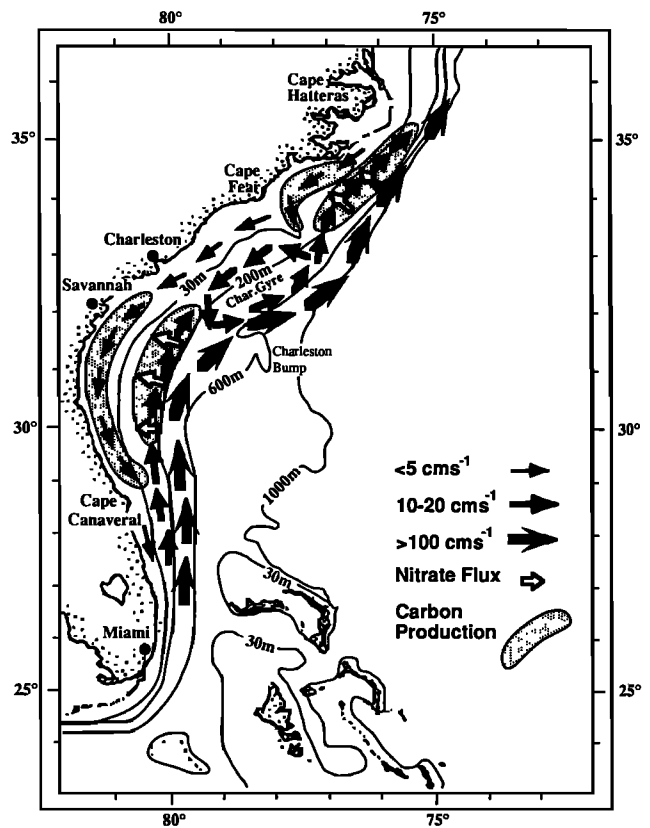 80°
75°
Cape
Hatteras
35°
35°
Cape
Fear
Charleston
Savannah
30m
200m
Char.Gyre
Charleston
Bump
600m
30°
30°
1000m
<5 cms-1
10-20 cms-1
>100 cms-1
Nitrate Flux
Carbon
Production
Cape
Canaveral
30m
Miami
30m
25°
25°
80°
75°